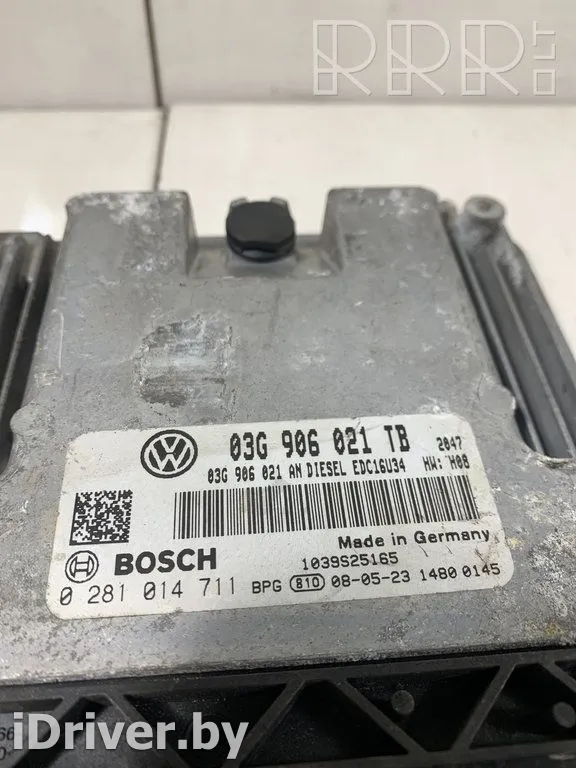 RRR.LT
03G 906 021 TB 2047
03G 906 021 AN DIESEL EDC16U34 HW: H08
Made in Germany
BOSCH 1039S25165
0 281 014 711 BPG 810 08-05-23 1480 0145
iDriver.by